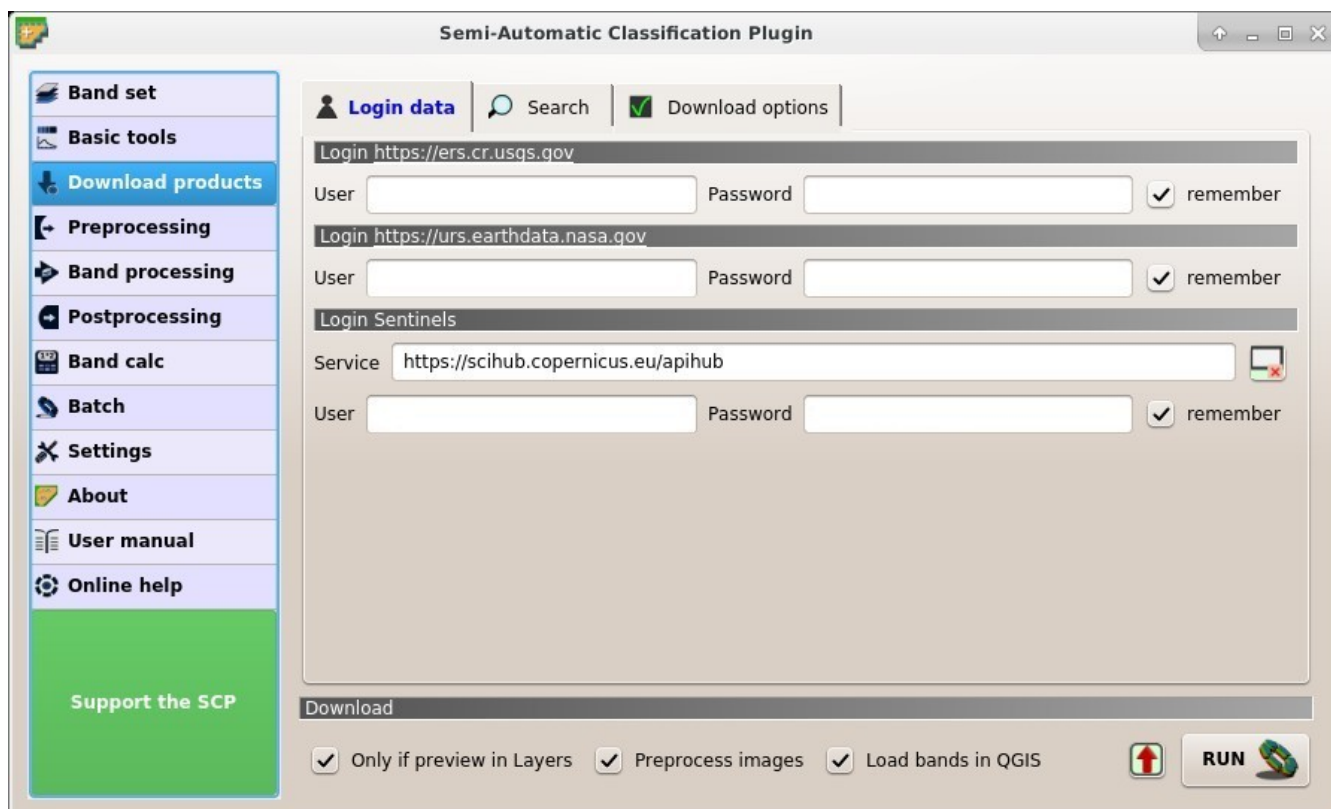 Semi-Automatic Classification Plugin
Band set
Basic tools
Download products
Preprocessing
Band processing
Postprocessing
Band calc
Batch
Settings
About
User manual
Online help
Support the SCP
Login data Search Download options
Login https://ers.cr.usgs.gov
User Password remember
Login https://urs.earthdata.nasa.gov
User Password remember
Login Sentinels
Service https://scihub.copernicus.eu/apihub
User Password remember
Download
Only if preview in Layers Preprocess images Load bands in QGIS RUN